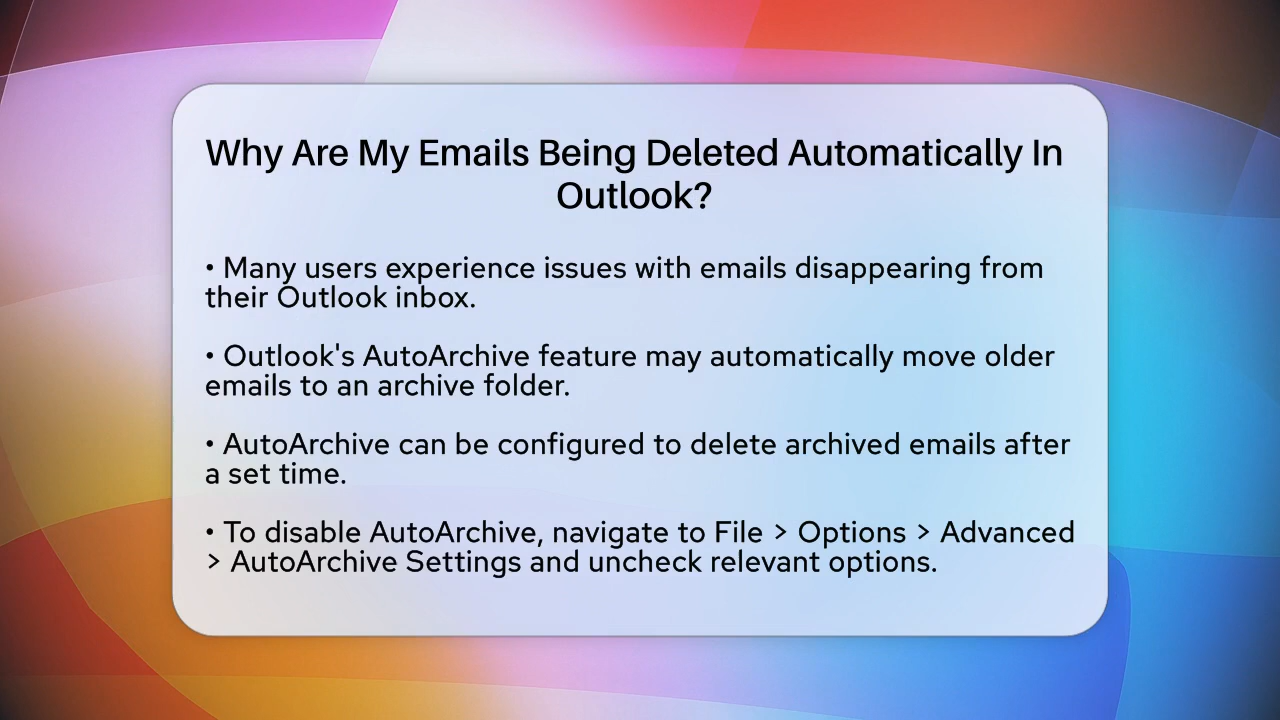 Why Are My Emails Being Deleted Automatically In
Outlook?
• Many users experience issues with emails disappearing from
their Outlook inbox.
• Outlook's AutoArchive feature may automatically move older
emails to an archive folder.
• AutoArchive can be configured to delete archived emails after
a set time.
• To disable AutoArchive, navigate to File > Options > Advanced
> AutoArchive Settings and uncheck relevant options.